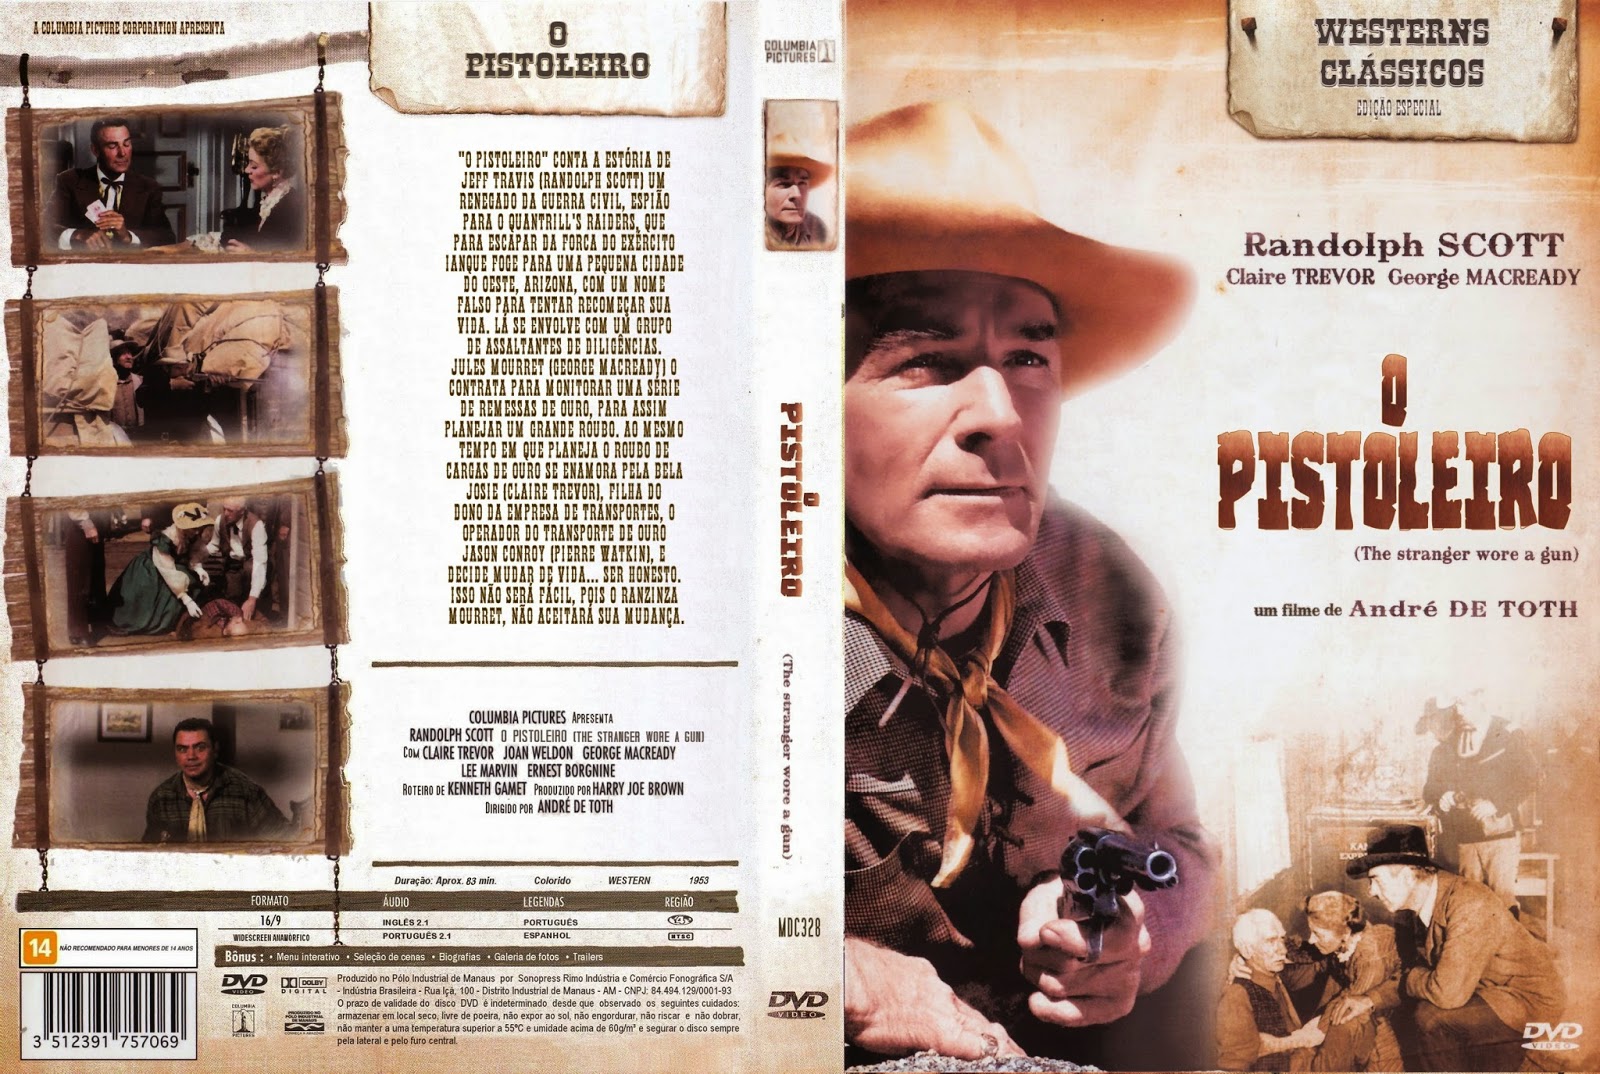 A COLUMBIA PICTURE CORPORATION APRESENTA
O
PISTOLEIRO
"O PISTOLEIRO" CONTA A ESTÓRIA DE
JEFF TRAVIS (RANDOLPH SCOTT) UM
RENEGADO DA GUERRA CIVIL, ESPIÃO
PARA O QUANTRILL'S RAIDERS, QUE
PARA ESCAPAR DA FORCA DO EXÉRCITO
IANQUE FOGE PARA UMA PEQUENA CIDADE
DO OESTE, ARIZONA, COM UM NOME
FALSO PARA TENTAR RECOMEÇAR SUA
VIDA. LÁ SE ENVOLVE COM UM GRUPO
DE ASSALTANTES DE DILIGÊNCIAS.
JULES MOURRET (GEORGE MACREADY) O
CONTRATA PARA MONITORAR UMA SÉRIE
DE REMESSAS DE OURO, PARA ASSIM
PLANEJAR UM GRANDE ROUBO. AO MESMO
TEMPO EM QUE PLANEJA O ROUBO DE
CARGAS DE OURO SE ENAMORA PELA BELA
JOSIE (CLAIRE TREVOR), FILHA DO
DONO DA EMPRESA DE TRANSPORTES, O
OPERADOR DO TRANSPORTE DE OURO
JASON CONROY (PIERRE WATKIN), E
DECIDE MUDAR DE VIDA... SER HONESTO.
ISSO NÃO SERÁ FÁCIL, POIS O RANZINZA
MOURRET, NÃO ACEITARÁ SUA MUDANÇA.
COLUMBIA PICTURES APRESENTA
RANDOLPH SCOTT O PISTOLEIRO (THE STRANGER WORE A GUN)
COM CLAIRE TREVOR JOAN WELDON GEORGE MACREADY
LEE MARVIN ERNEST BORGNINE
ROTEIRO DE KENNETH GAMET PRODUZIDO POR HARRY JOE BROWN
DIRIGIDO POR ANDRÉ DE TOTH
Duração: Aprox. 83 min. Colorido WESTERN 1953
FORMATO ÁUDIO LEGENDAS REGIÃO
16/9 INGLÊS 2.1 PORTUGUÊS
WIDESCREEN ANAMÓRFICO PORTUGUÊS 2.1 ESPANHOL NTSC
Bônus : • Menu interativo • Seleção de cenas • Biografias • Galeria de fotos • Trailers
14 NÃO RECOMENDADO PARA MENORES DE 14 ANOS
3 512391 757069
DVD VIDEO
DOLBY DIGITAL
COLUMBIA PICTURES
PRODUZIDO NO PÓLO INDUSTRIAL DE MANAUS
CONHEÇA A AMAZÔNIA
Produzido no Pólo Industrial de Manaus por Sonopress Rimo Indústria e Comércio Fonográfica S/A
- Indústria Brasileira - Rua Içá, 100 - Distrito Industrial de Manaus - AM - CNPJ: 84.494.129/0001-93
O prazo de validade do disco DVD é indeterminado desde que observado os seguintes cuidados:
armazenar em local seco, livre de poeira, não expor ao sol, não engordurar, não riscar e não dobrar,
não manter a uma temperatura superior a 55°C e umidade acima de 60g/m³ e segurar o disco sempre
pela lateral e pelo furo central.
COLUMBIA
PICTURES
O
PISTOLEIRO
(The stranger wore a gun)
MDC328
DVD
VIDEO
WESTERNS
CLÁSSICOS
EDIÇÃO ESPECIAL
Randolph SCOTT
Claire TREVOR George MACREADY
O
PISTOLEIRO
(The stranger wore a gun)
um filme de André DE TOTH
DVD
VIDEO